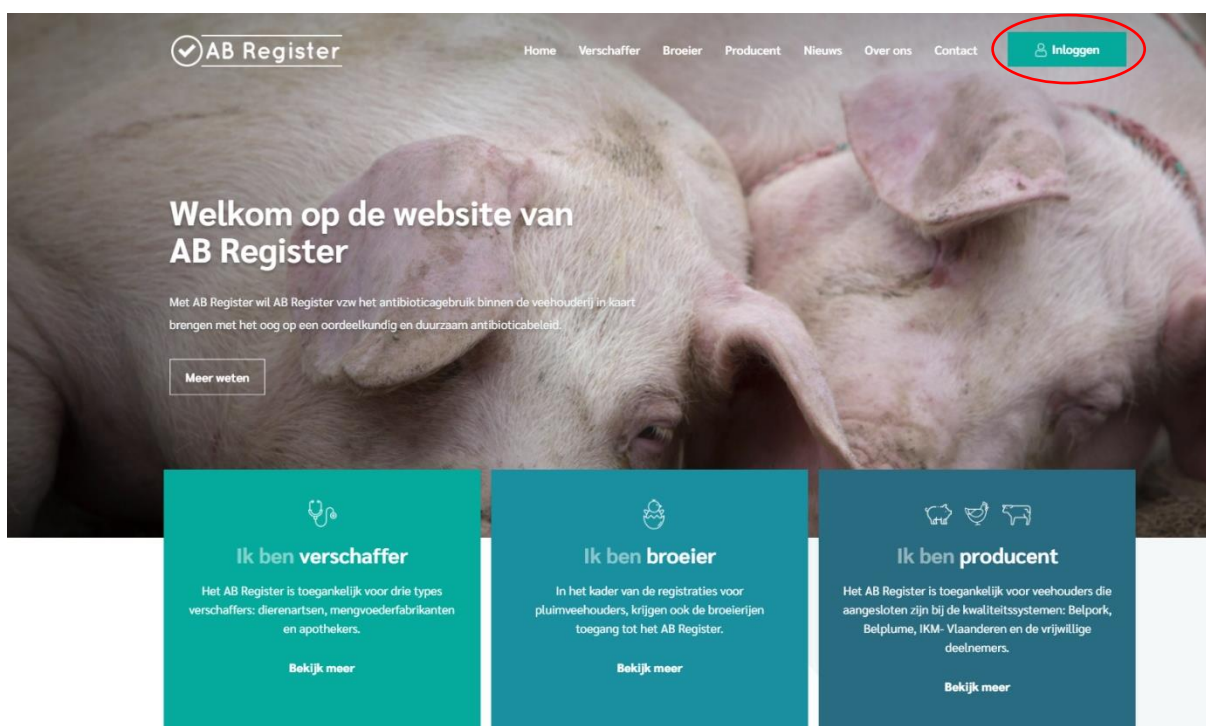 AB Register
Home Verschaffer Broeier Producent Nieuws Over ons Contact Inloggen
Welkom op de website van
AB Register
Met AB Register wil AB Register vzw het antibioticagebruik binnen de veehouderij in kaart
brengen met het oog op een oordeelkundig en duurzaam antibioticabeleid.
Meer weten
Ik ben verschaffer
Het AB Register is toegankelijk voor drie types
verschaffers: dierenartsen, mengvoederfabrikanten
en apothekers.
Bekijk meer
Ik ben broeier
In het kader van de registraties voor
pluimveehouders, krijgen ook de broeierijen
toegang tot het AB Register.
Bekijk meer
Ik ben producent
Het AB Register is toegankelijk voor veehouders die
aangesloten zijn bij de kwaliteitssystemen: Belpork,
Belplume, IKM- Vlaanderen en de vrijwillige
deelnemers.
Bekijk meer